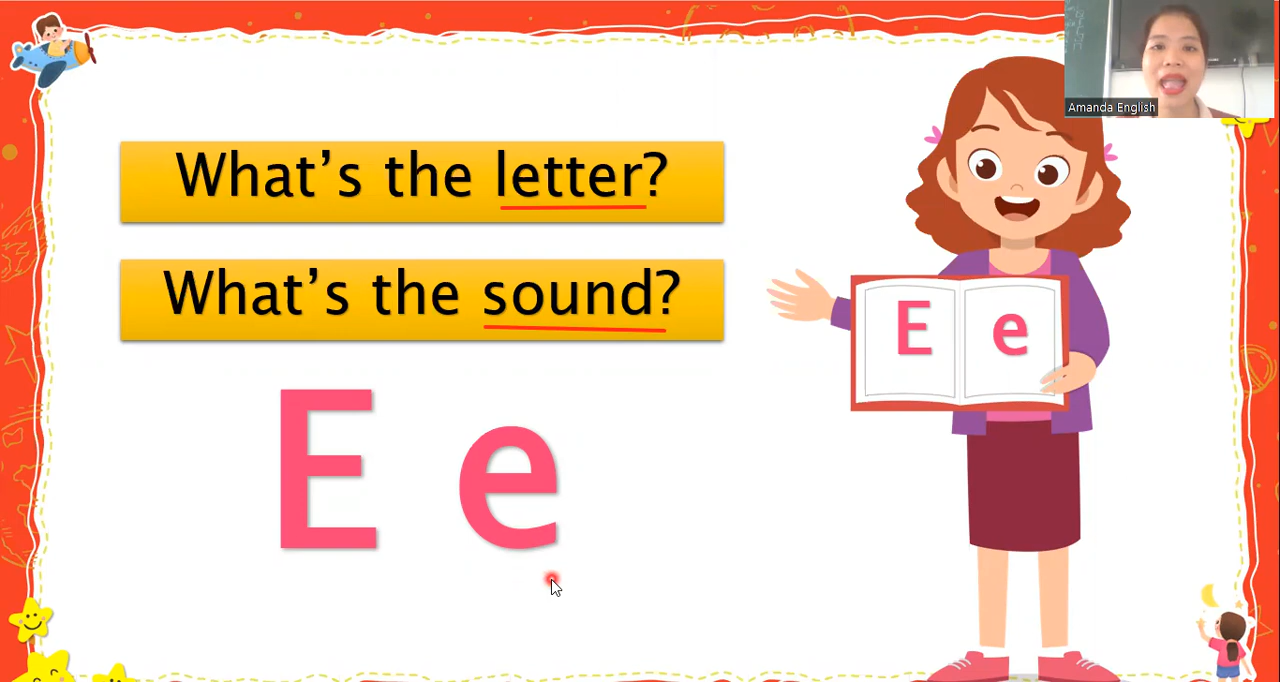 What's the letter?
What's the sound?
E e
E e
Amanda English